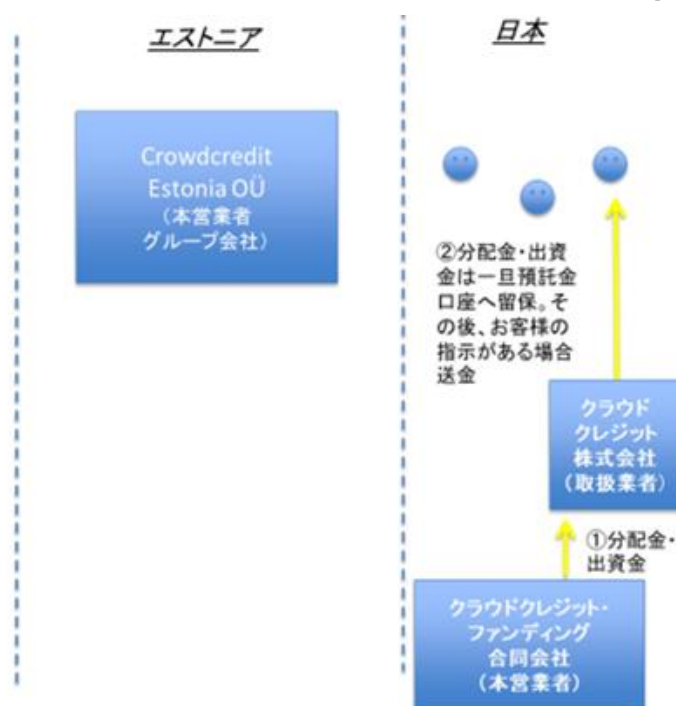 エストニア
日本
Crowdcredit
Estonia OÜ
(本営業者
グループ会社)
②分配金・出資
金は一旦預託金
口座へ留保。そ
の後、お客様の
指示がある場合
送金
クラウド
クレジット
株式会社
(取扱業者)
①分配金・
出資金
クラウドクレジット・
ファンディング
合同会社
(本営業者)